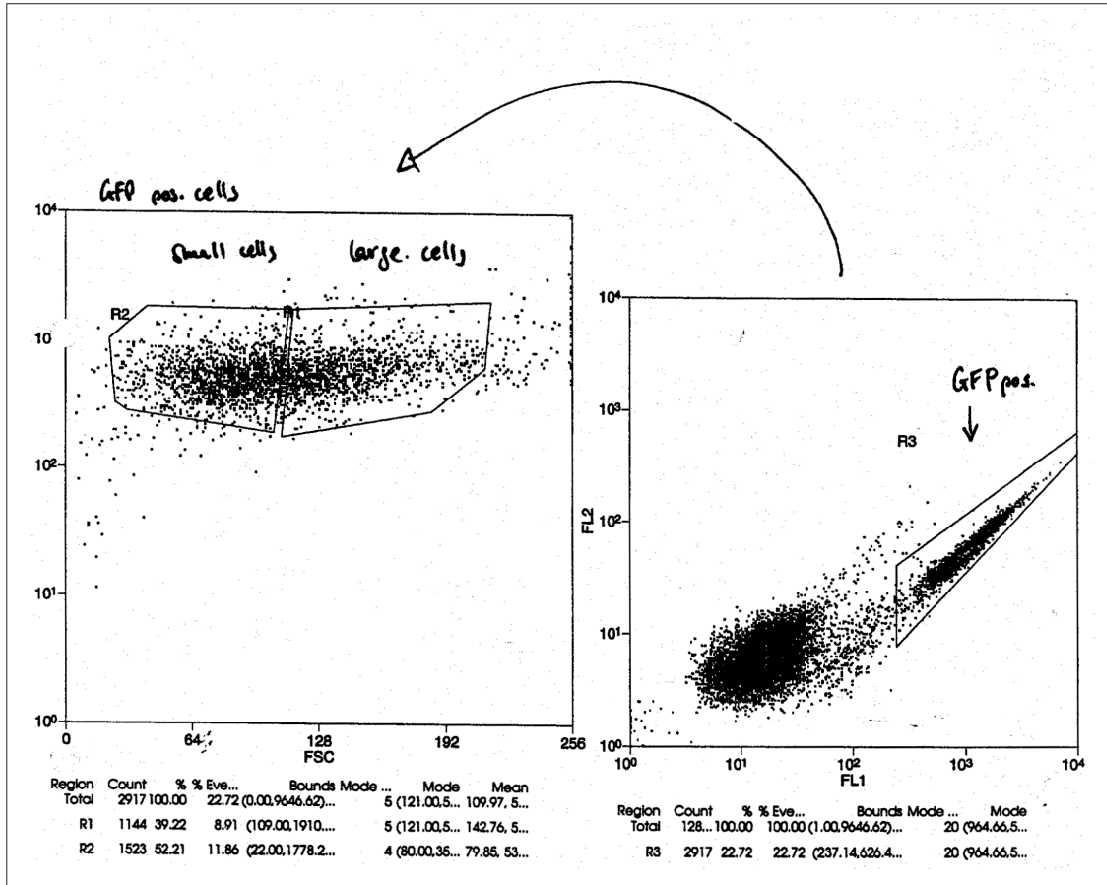 GFP pos. cells
10⁴
small cells large. cells
R2 R1
10
10²
10¹
10⁰
0 64 128 192 256
FSC
Region Count % % Eve... Bounds Mode ... Mode Mean
Total 2917 100.00 22.72 (0.00,9646.62)... 5 (121.00,5... 109.97, 5...
R1 1144 39.22 8.91 (109.00,1910.... 5 (121.00,5... 142.76, 5...
R2 1523 52.21 11.86 (22.00,1778.2... 4 (80.00,35... 79.85, 53...
10⁴
GFP pos.
10³
R3
10²
FL2
10¹
10⁰
10⁰ 10¹ 10² 10³ 10⁴
FL1
Region Count % % Eve... Bounds Mode ... Mode
Total 128... 100.00 100.00 (1.00,9646.62)... 20 (964.66,5...
R3 2917 22.72 22.72 (237.14,626.4... 20 (964.66,5...